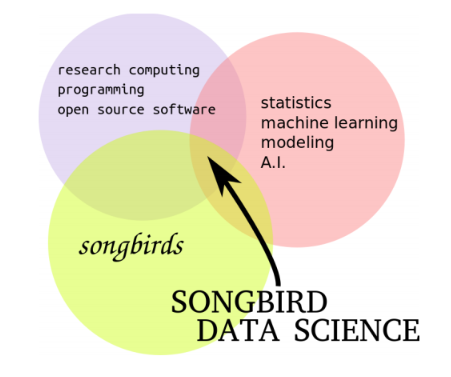 research computing
programming
open source software
statistics
machine learning
modeling
A.I.
songbirds
SONGBIRD
DATA SCIENCE